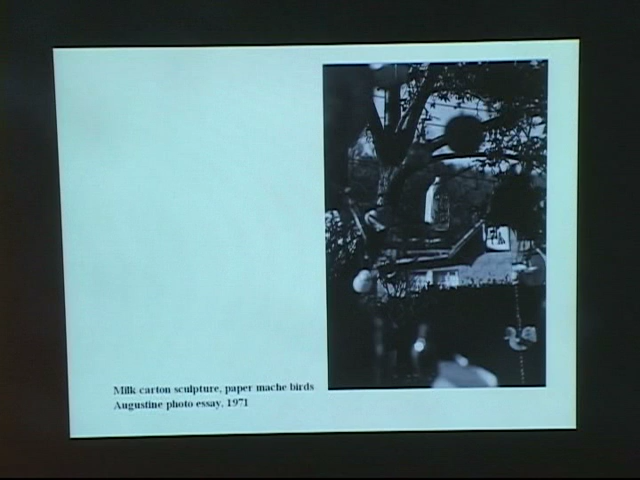 Milk carton sculpture, paper mache birds
Augustine photo essay, 1971